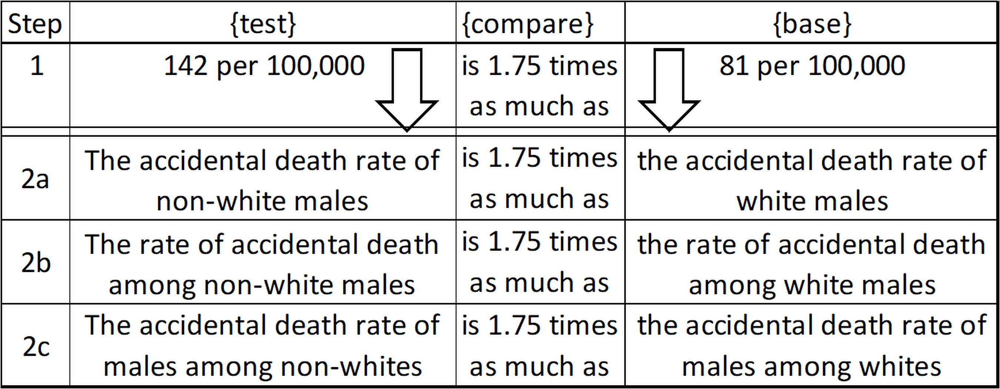 Step {test} {compare} {base}
1 142 per 100,000 is 1.75 times 81 per 100,000
as much as
The accidental death rate of is 1.75 times the accidental death rate of
2a
non-white males as much as white males
The rate of accidental death is 1.75 times the rate of accidental death
2b
among non-white males as much as among white males
The accidental death rate of is 1.75 times the accidental death rate of
2c
males among non-whites as much as males among whites